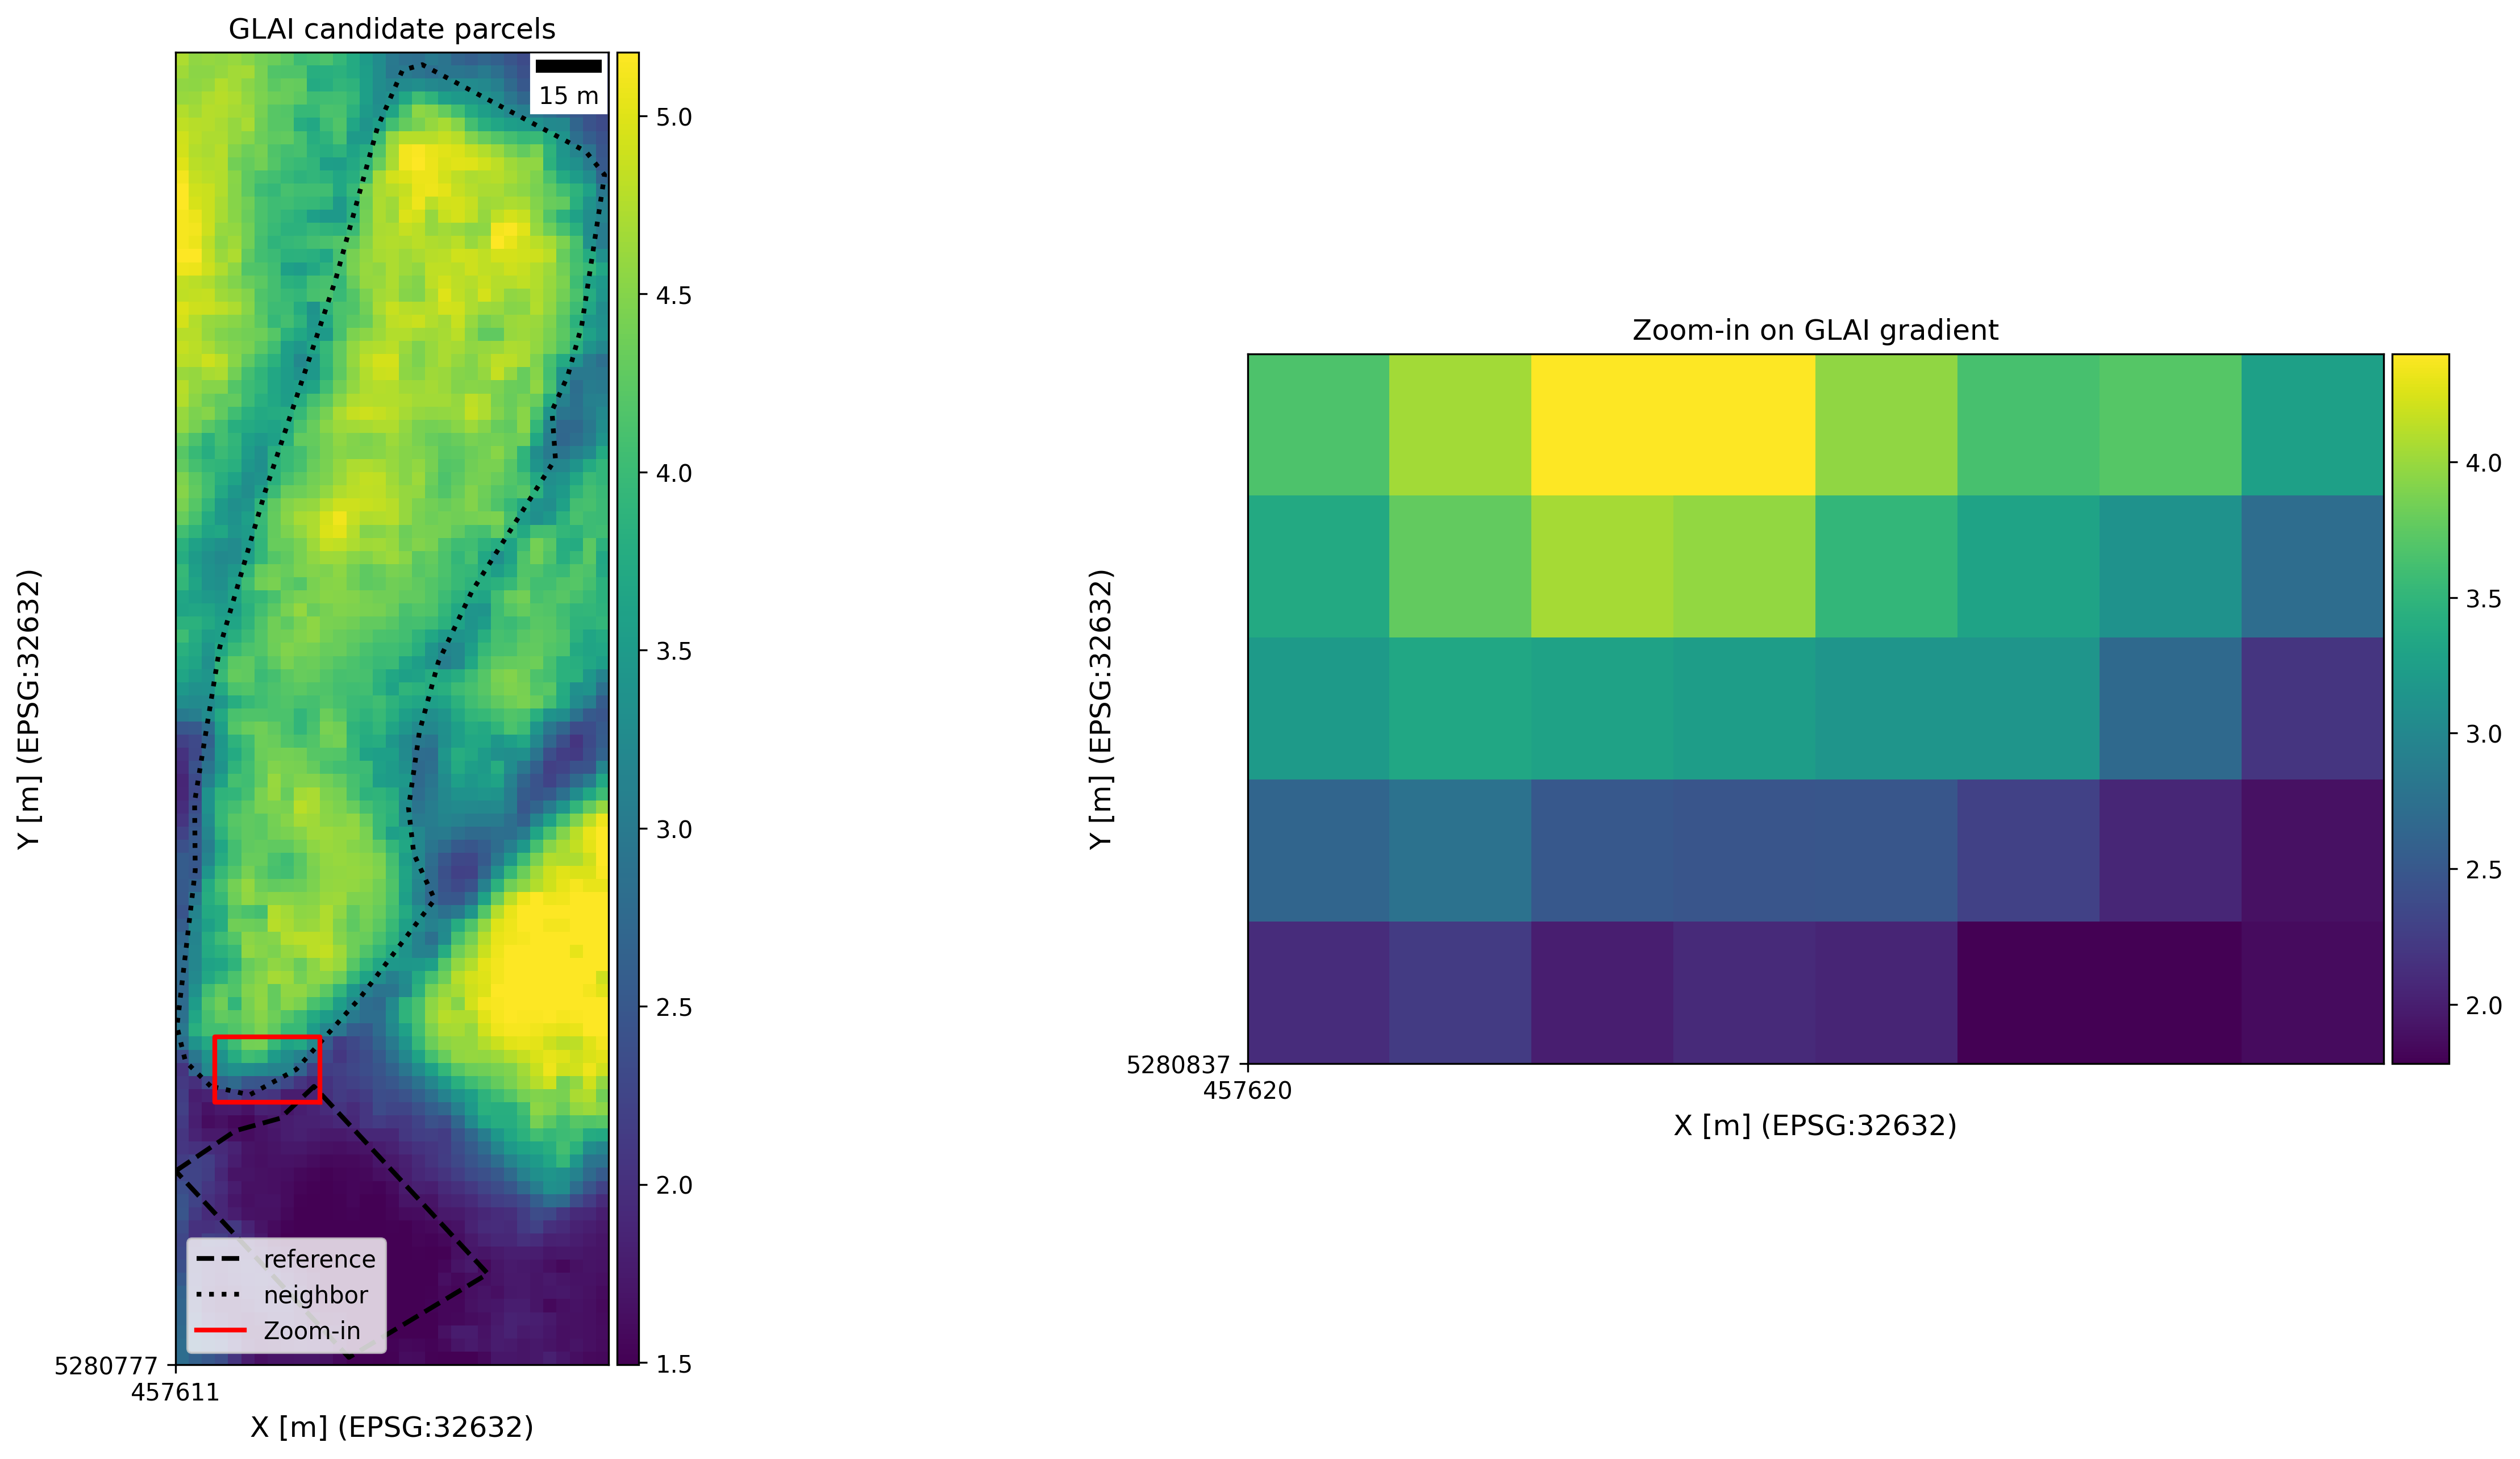 GLAI candidate parcels
15 m
5.0
4.5
4.0
3.5
3.0
2.5
2.0
1.5
Y [m] (EPSG:32632)
reference
neighbor
Zoom-in
5280777
457611
X [m] (EPSG:32632)
Zoom-in on GLAI gradient
4.0
3.5
3.0
2.5
2.0
Y [m] (EPSG:32632)
5280837
457620
X [m] (EPSG:32632)